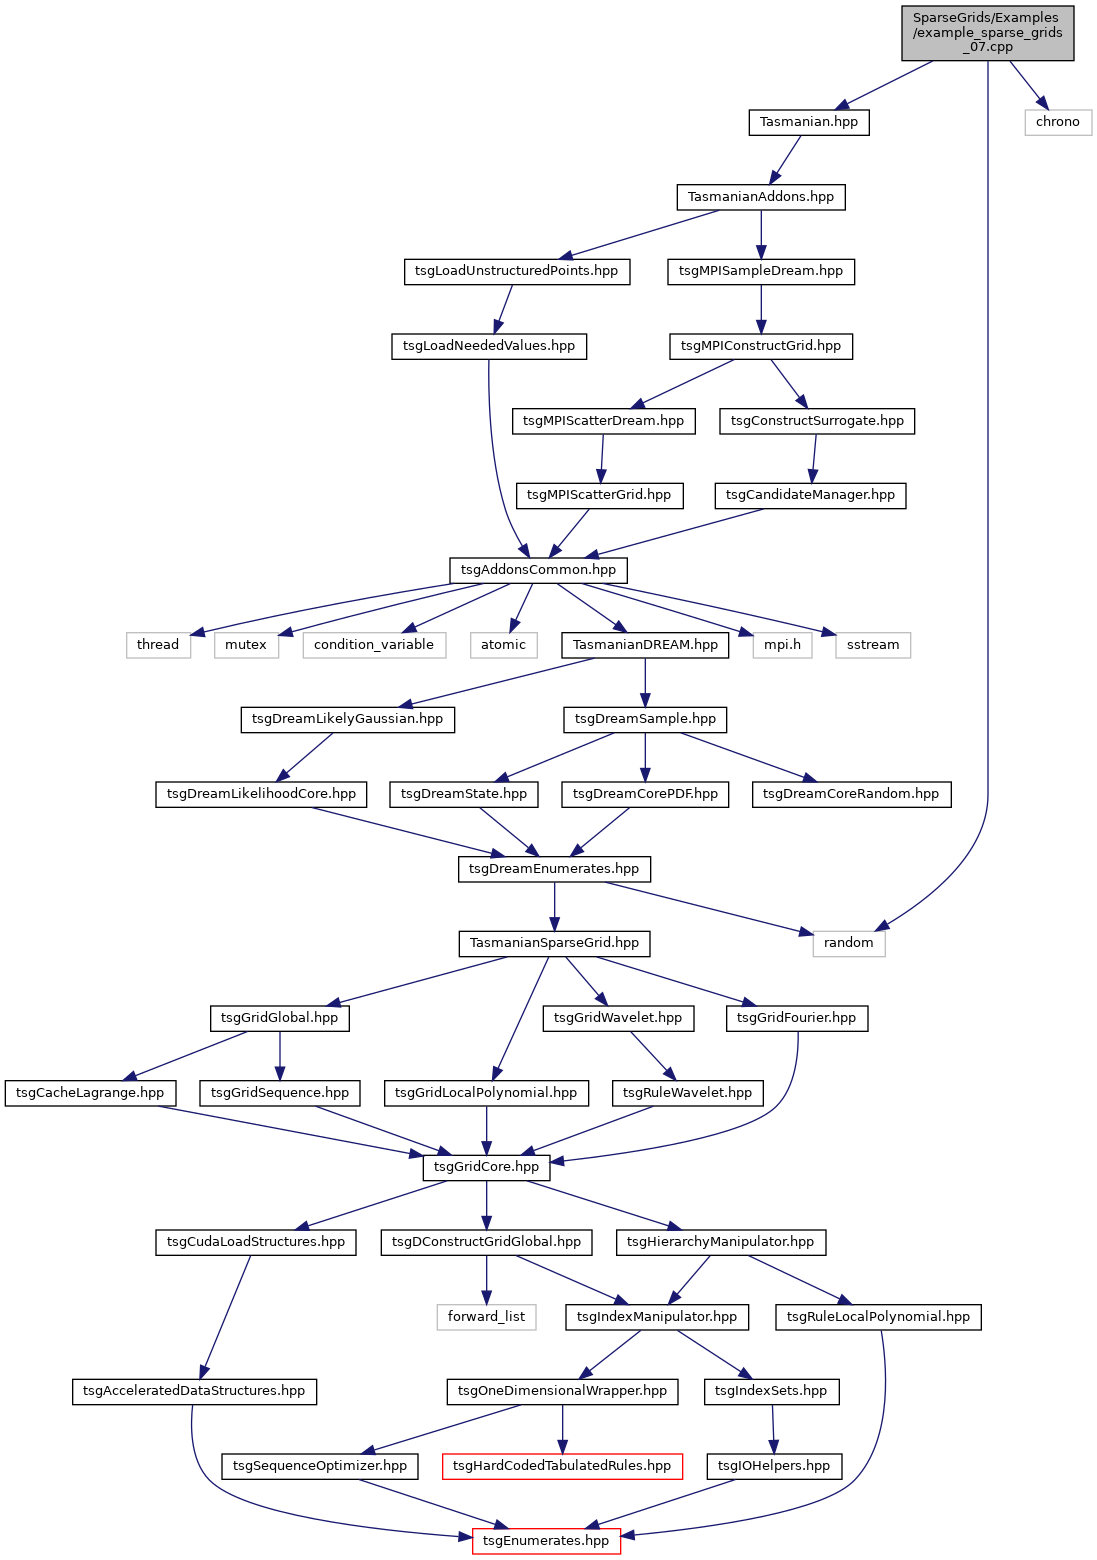 SparseGrids/Examples
/example_sparse_grids
_07.cpp
Tasmanian.hpp
chrono
TasmanianAddons.hpp
tsgLoadUnstructuredPoints.hpp
tsgMPISampleDream.hpp
tsgLoadNeededValues.hpp
tsgMPIConstructGrid.hpp
tsgMPIScatterDream.hpp
tsgConstructSurrogate.hpp
tsgMPIScatterGrid.hpp
tsgCandidateManager.hpp
tsgAddonsCommon.hpp
thread
mutex
condition_variable
atomic
TasmanianDREAM.hpp
mpi.h
sstream
tsgDreamLikelyGaussian.hpp
tsgDreamSample.hpp
tsgDreamLikelihoodCore.hpp
tsgDreamState.hpp
tsgDreamCorePDF.hpp
tsgDreamCoreRandom.hpp
tsgDreamEnumerates.hpp
TasmanianSparseGrid.hpp
random
tsgGridGlobal.hpp
tsgGridWavelet.hpp
tsgGridFourier.hpp
tsgCacheLagrange.hpp
tsgGridSequence.hpp
tsgGridLocalPolynomial.hpp
tsgRuleWavelet.hpp
tsgGridCore.hpp
tsgCudaLoadStructures.hpp
tsgDConstructGridGlobal.hpp
tsgHierarchyManipulator.hpp
forward_list
tsgIndexManipulator.hpp
tsgRuleLocalPolynomial.hpp
tsgAcceleratedDataStructures.hpp
tsgOneDimensionalWrapper.hpp
tsgIndexSets.hpp
tsgSequenceOptimizer.hpp
tsgHardCodedTabulatedRules.hpp
tsgIOHelpers.hpp
tsgEnumerates.hpp